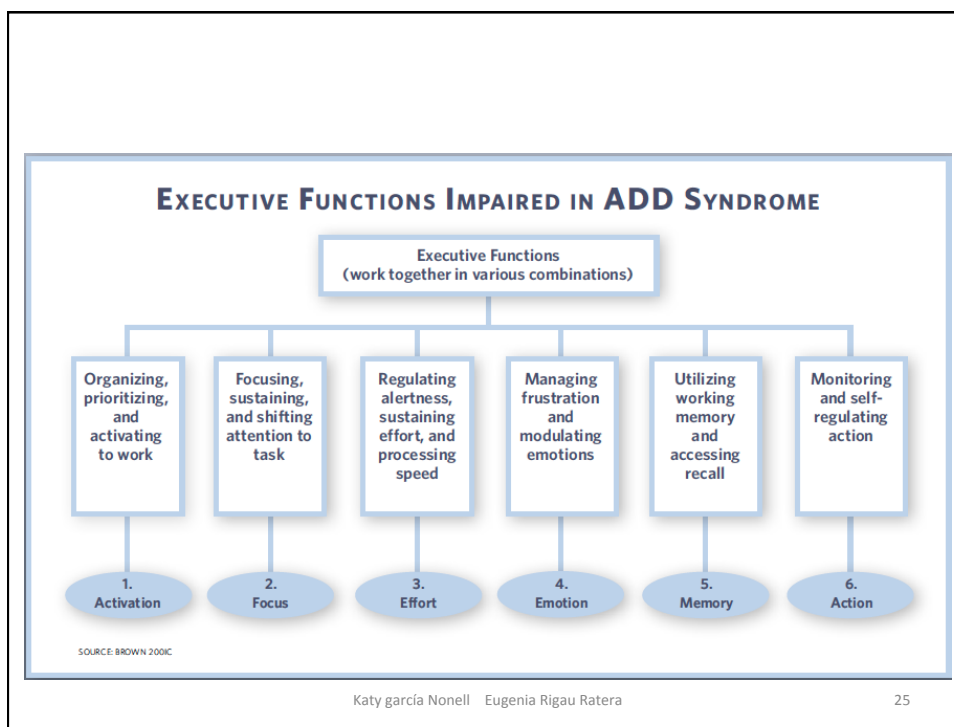 EXECUTIVE FUNCTIONS IMPAIRED IN ADD SYNDROME
Executive Functions
(work together in various combinations)
Organizing,
prioritizing,
and
activating
to work
Focusing,
sustaining,
and shifting
attention to
task
Regulating
alertness,
sustaining
effort, and
processing
speed
Managing
frustration
and
modulating
emotions
Utilizing
working
memory
and
accessing
recall
Monitoring
and self-
regulating
action
1.
Activation
2.
Focus
3.
Effort
4.
Emotion
5.
Memory
6.
Action
SOURCE: BROWN 2001C
Katy garcía Nonell Eugenia Rigau Ratera
25